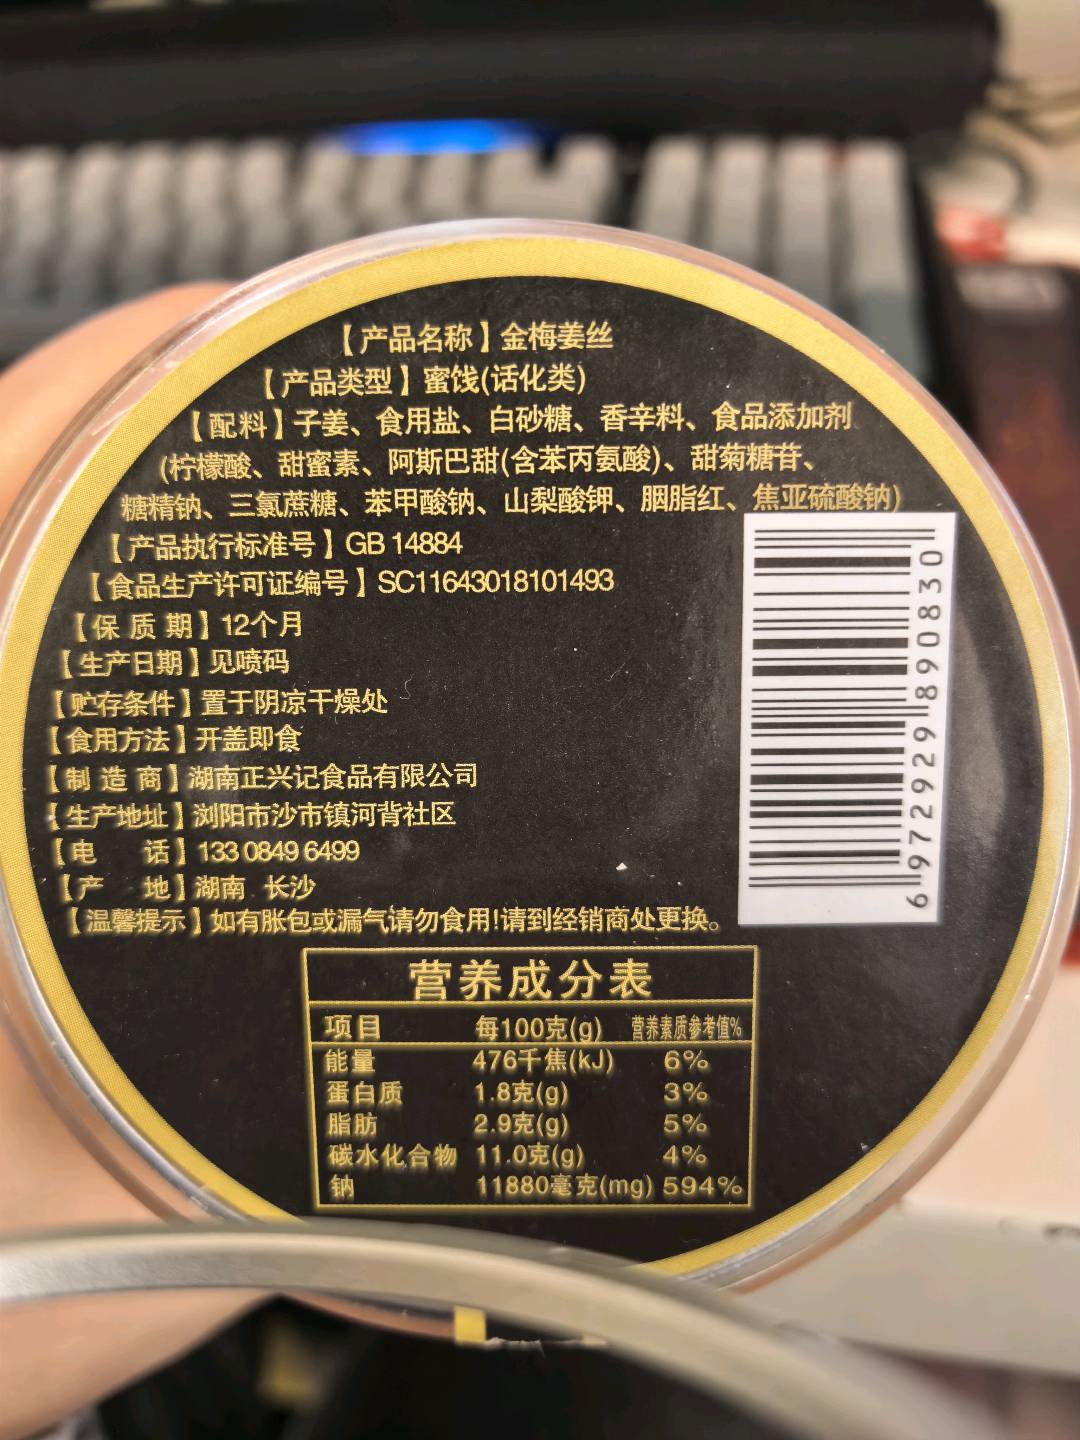 【产品名称】金梅姜丝
【产品类型】蜜饯(话化类)
【配料】子姜、食用盐、白砂糖、香辛料、食品添加剂
(柠檬酸、甜蜜素、阿斯巴甜(含苯丙氨酸)、甜菊糖苷、
糖精钠、三氯蔗糖、苯甲酸钠、山梨酸钾、胭脂红、焦亚硫酸钠)
【产品执行标准号】GB 14884
【食品生产许可证编号】SC11643018101493
【保 质 期】12个月
【生产日期】见喷码
【贮存条件】置于阴凉干燥处
【食用方法】开盖即食
【制 造 商】湖南正兴记食品有限公司
【生产地址】浏阳市沙市镇河背社区
【电 话】133 0849 6499
【产 地】湖南 长沙
【温馨提示】如有胀包或漏气请勿食用!请到经销商处更换。
6 972929 890830
营养成分表
项目 每100克(g) 营养素质参考值%
能量 476千焦(kJ) 6%
蛋白质 1.8克(g) 3%
脂肪 2.9克(g) 5%
碳水化合物 11.0克(g) 4%
钠 11880毫克(mg) 594%